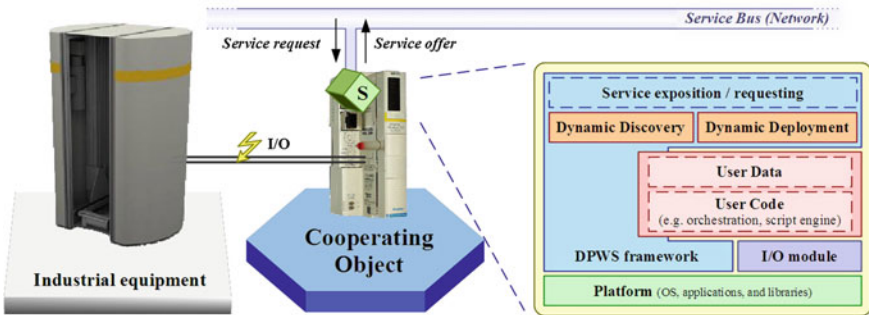 Service Bus (Network)
Service request
Service offer
S
I/O
Industrial equipment
Cooperating
Object
Service exposition / requesting
Dynamic Discovery
Dynamic Deployment
User Data
User Code
(e.g. orchestration, script engine)
DPWS framework
I/O module
Platform (OS, applications, and libraries)